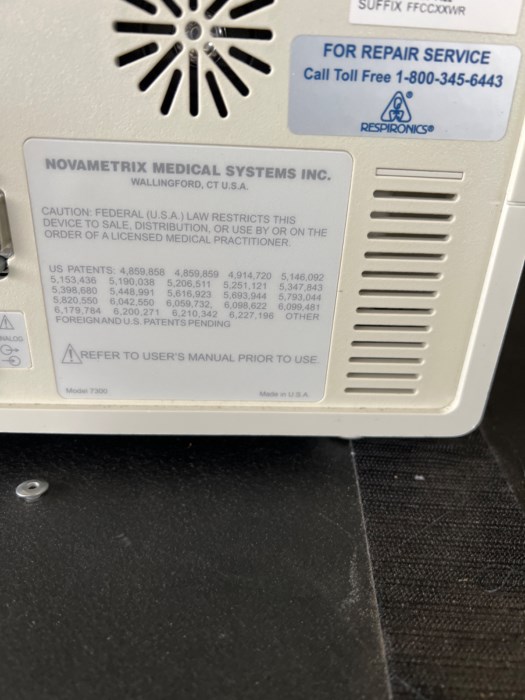 SUFFIX FFCCXXWR
FOR REPAIR SERVICE
Call Toll Free 1-800-345-6443
®
RESPIRONICS®
NOVAMETRIX MEDICAL SYSTEMS INC.
WALLINGFORD, CT U.S.A.
CAUTION: FEDERAL (U.S.A.) LAW RESTRICTS THIS
DEVICE TO SALE, DISTRIBUTION, OR USE BY OR ON THE
ORDER OF A LICENSED MEDICAL PRACTITIONER.
US PATENTS: 4,859,858 4,859,859 4,914,720 5,146,092
5,153,436 5,190,038 5,206,511 5,251,121 5,347,843
5,398,680 5,448,991 5,616,923 5,693,944 5,793,044
5,820,550 6,042,550 6,059,732, 6,098,622 6,099,481
6,179,784 6,200,271 6,210,342 6,227,196 OTHER
FOREIGN AND U.S. PATENTS PENDING
REFER TO USER'S MANUAL PRIOR TO USE.
Model 7300 Made in U.S.A.